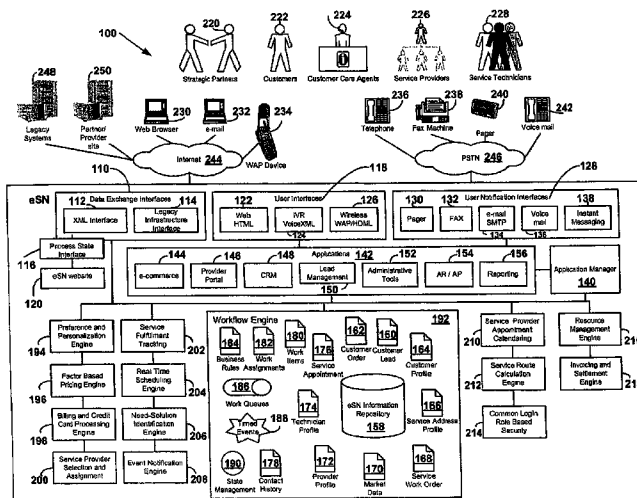 100
220
222
224
226
228
Strategic Partners
Customers
Customer Care Agents
Service Providers
Service Technicians
248
250
230
232
234
236
238
240
242
Legacy Systems
Partner/ Provider site
Web Browser
e-mail
WAP Device
Telephone
Fax Machine
Pager
Voice mail
Internet 244
PSTN 246
110
118
128
eSN
Data Exchange Interfaces
User Interfaces
User Notification Interfaces
112
114
122
126
130
132
138
XML Interface
Legacy Infrastructure Interface
Web HTML
IVR VoiceXML
Wireless WAP/HDML
Pager
FAX
e-mail SMTP
Voice mail
Instant Messaging
124
134
136
Process State Interface
116
eSN website
120
Applications 142
144
146
148
152
154
156
e-commerce
Provider Portal
CRM
Lead Management
Administrative Tools
AR / AP
Reporting
150
Application Manager
140
Preference and Personalization Engine
194
Factor Based Pricing Engine
196
Billing and Credit Card Processing Engine
198
Service Provider Selection and Assignment
200
Service Fulfillment Tracking
202
Real Time Scheduling Engine
204
Need-Solution Identification Engine
206
Event Notification Engine
208
Workflow Engine
192
184
Business Rules
182
Work Assignments
180
Work Items
176
Service Appointment
162
Customer Order
160
Customer Lead
164
Customer Profile
186
Work Queues
188
Timed Events
174
Technician Profile
eSN Information Repository
158
166
Service Address Profile
190
State Management
178
Contact History
172
Provider Profile
170
Market Data
168
Service Work Order
Service Provider Appointment Calendaring
210
Service Route Calculation Engine
212
Common Login Role Based Security
214
Resource Management Engine
Invoicing and Settlement Engine